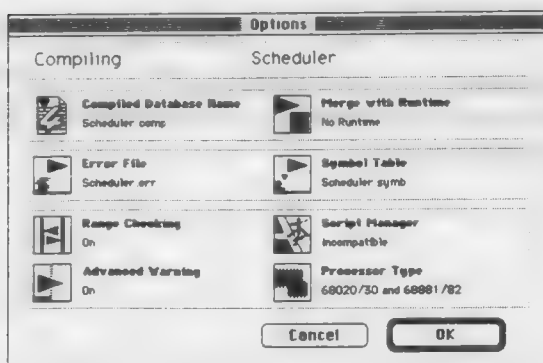 Options
Compiling Scheduler
Compiled Database Name
Scheduler comp
Merge with Runtime
No Runtime
Error File
Scheduler err
Symbol Table
Scheduler symb
Range Checking
On
Script Manager
Incompatible
Advanced Warning
On
Processor Type
68020/30 and 68881/82
Cancel OK